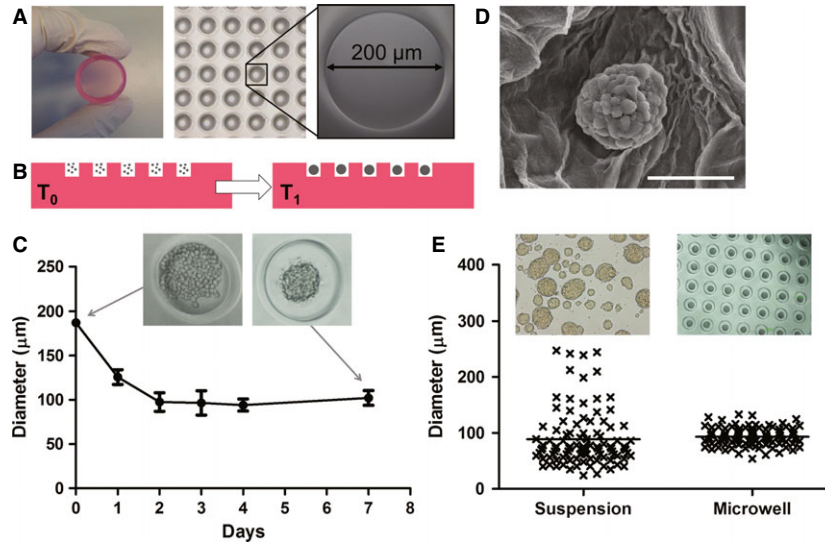 A
200 µm
B
T0
T1
C
Diameter (µm)
250
200
150
100
50
0
0 1 2 3 4 5 6 7 8
Days
D
E
Diameter (µm)
400
300
200
100
0
Suspension Microwell